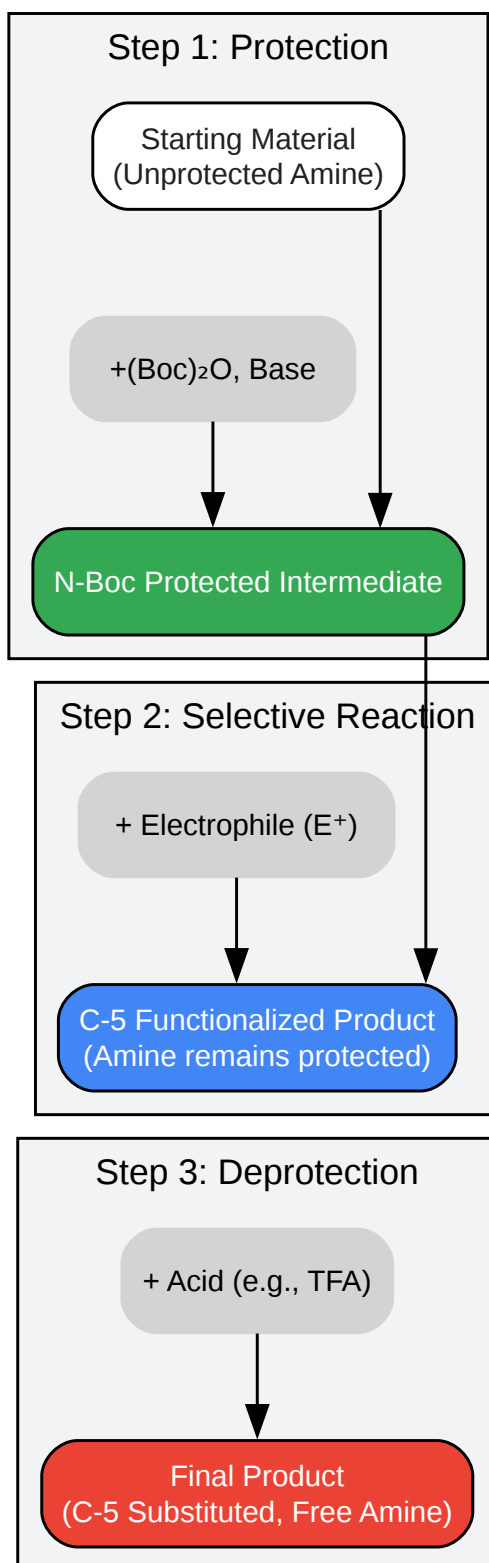 Step 1: Protection
Starting Material
(Unprotected Amine)
+(Boc)₂O, Base
N-Boc Protected Intermediate
Step 2: Selective Reaction
+ Electrophile (E⁺)
C-5 Functionalized Product
(Amine remains protected)
Step 3: Deprotection
+ Acid (e.g., TFA)
Final Product
(C-5 Substituted, Free Amine)